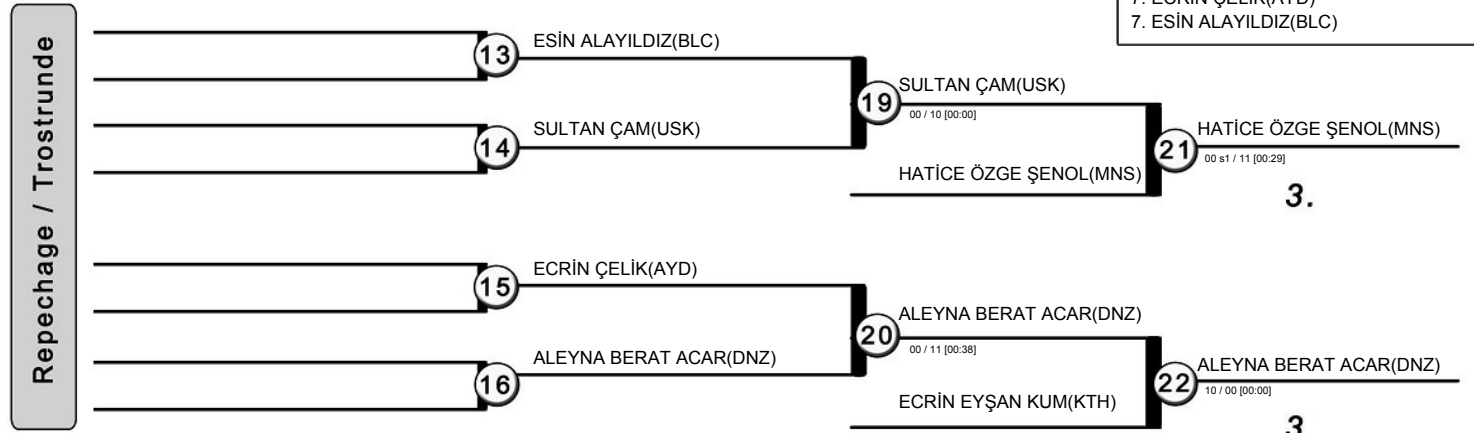 7. ESİN ALAYILDIZ(BLC)
Repechage / Trostrunde
13
ESİN ALAYILDIZ(BLC)
19
SULTAN ÇAM(USK)
00 / 10 [00:00]
14
SULTAN ÇAM(USK)
21
HATİCE ÖZGE ŞENOL(MNS)
00 s1 / 11 [00:29]
HATİCE ÖZGE ŞENOL(MNS)
3.
15
ECRİN ÇELİK(AYD)
20
ALEYNA BERAT ACAR(DNZ)
00 / 11 [00:38]
16
ALEYNA BERAT ACAR(DNZ)
22
ALEYNA BERAT ACAR(DNZ)
10 / 00 [00:00]
ECRİN EYŞAN KUM(KTH)
3